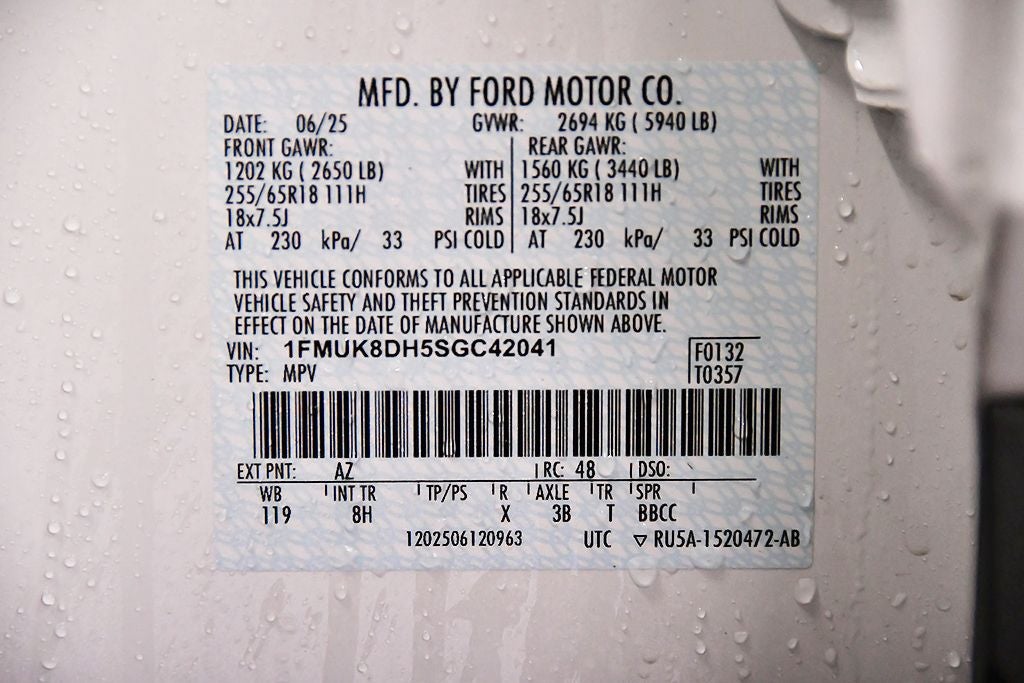 MFD. BY FORD MOTOR CO.
DATE: 06/25 GVWR: 2694 KG ( 5940 LB)
FRONT GAWR: REAR GAWR:
1202 KG ( 2650 LB) WITH 1560 KG ( 3440 LB) WITH
255/65R18 111H TIRES 255/65R18 111H TIRES
18x7.5J RIMS 18x7.5J RIMS
AT 230 kPa/ 33 PSI COLD AT 230 kPa/ 33 PSI COLD
THIS VEHICLE CONFORMS TO ALL APPLICABLE FEDERAL MOTOR
VEHICLE SAFETY AND THEFT PREVENTION STANDARDS IN
EFFECT ON THE DATE OF MANUFACTURE SHOWN ABOVE.
VIN: 1FMUK8DH5SGC42041 F0132
TYPE: MPV T0357
EXT PNT: AZ RC: 48 DSO:
WB INT TR TP/PS R AXLE TR SPR
119 8H X 3B T BBCC
1202506120963 UTC ▽ RU5A-1520472-AB